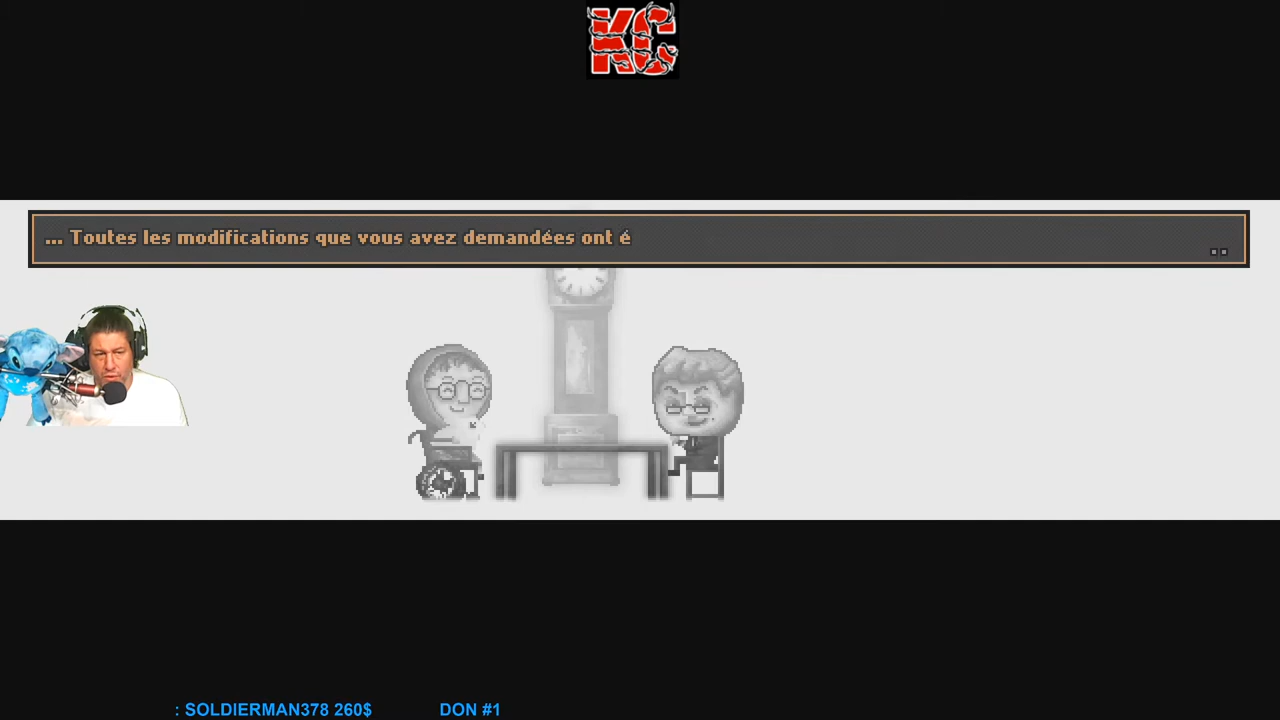 KC
... Toutes les modifications que vous avez demandées ont é
: SOLDIERMAN378 260$ DON #1